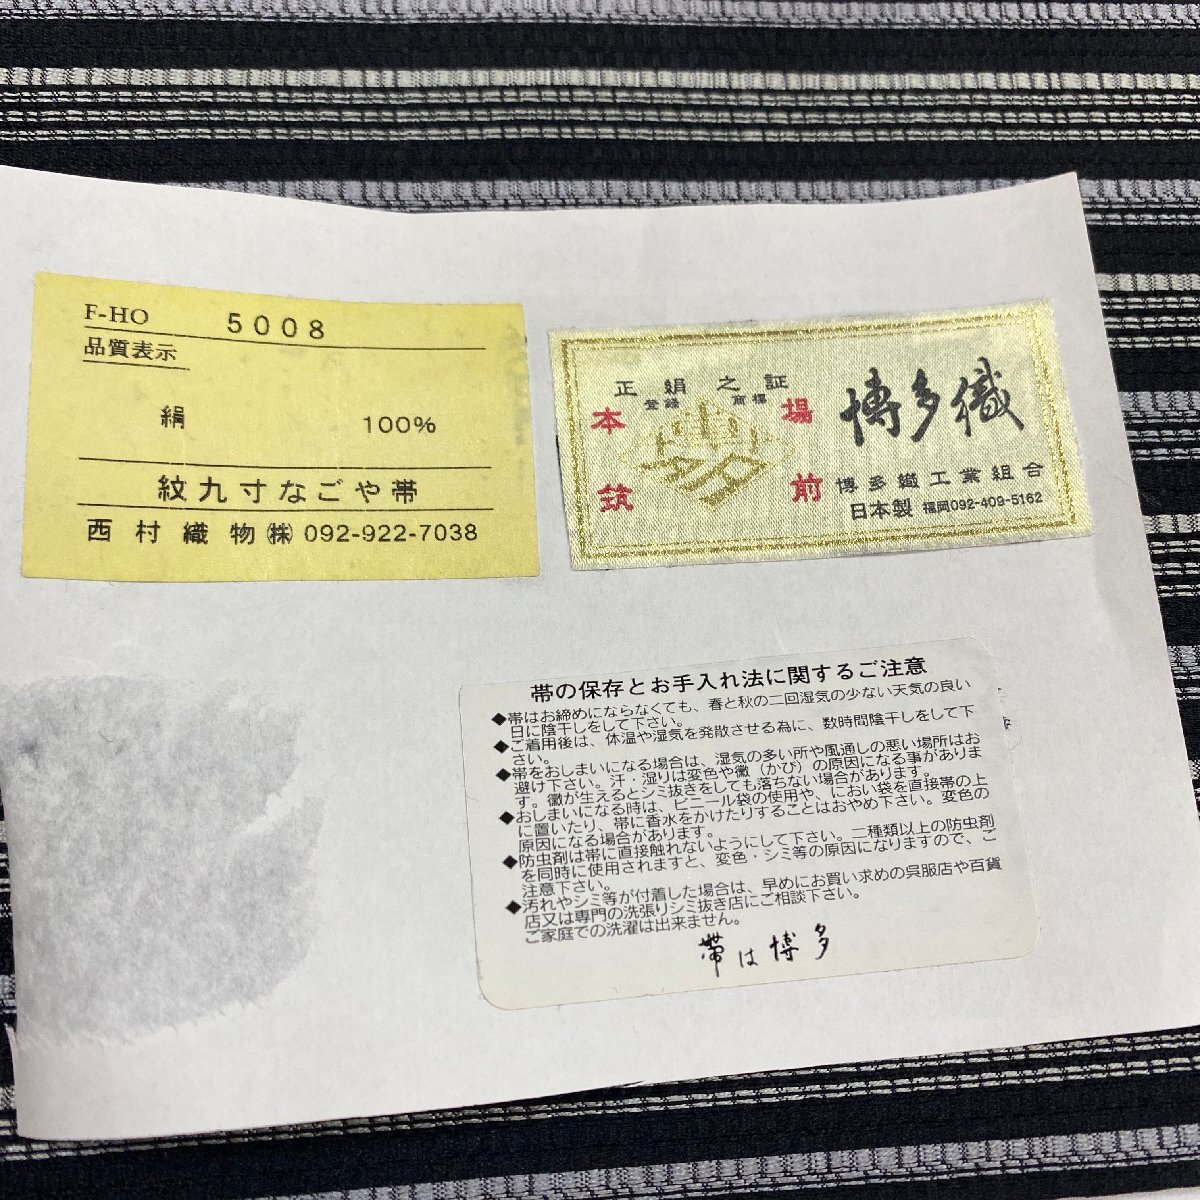 F-HO 5008
品質表示
絹 100%
紋九寸なごや帯
西村織物㈱ 092-922-7038
正絹之証
登録 商標
本場
筑前
博多織
博多織工業組合
日本製 福岡092-409-5162
帯の保存とお手入れ法に関するご注意
◆帯はお締めにならなくても、春と秋の二回湿気の少ない天気の良い
日に陰干しをして下さい。
◆ご着用後は、体温や湿気を発散させる為に、数時間陰干しをして下
さい。
◆帯をおしまいになる場合は、湿気の多い所や風通しの悪い場所はお
避け下さい。汗・湿りは変色や黴（かび）の原因になる事がありま
す。黴が生えるとシミ抜きをしても落ちない場合があります。
◆おしまいになる時は、ビニール袋の使用や、におい袋を直接帯の上
に置いたり、帯に香水をかけたりすることはおやめ下さい。変色の
原因になる場合があります。
◆防虫剤は帯に直接触れないようにして下さい。二種類以上の防虫剤
を同時に使用されますと、変色・シミ等の原因になりますので、ご
注意下さい。
◆汚れやシミ等が付着した場合は、早めにお買い求めの呉服店や百貨
店又は専門の洗張りシミ抜き店にご相談下さい。
ご家庭での洗濯は出来ません。
帯は博多